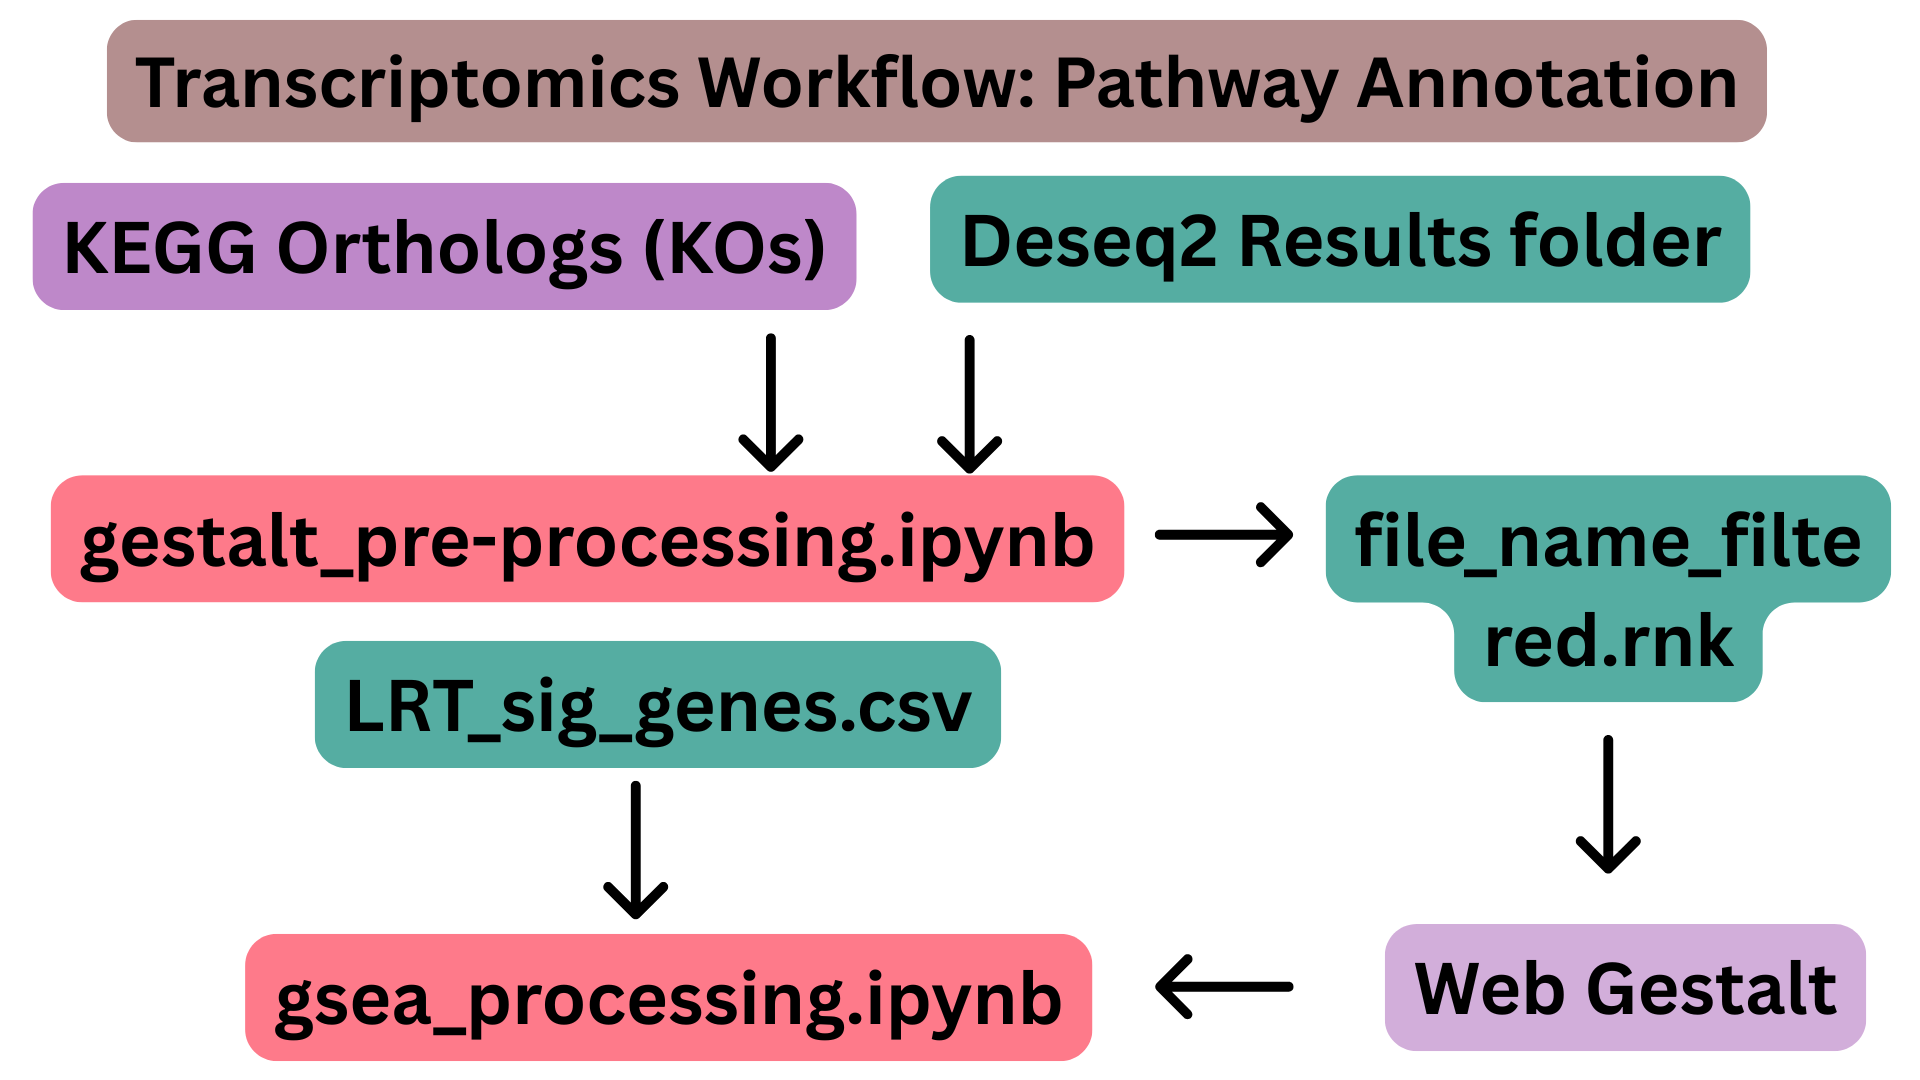 Transcriptomics Workflow: Pathway Annotation
KEGG Orthologs (KOs)
Deseq2 Results folder
gestalt_pre-processing.ipynb
file_name_filte
red.rnk
LRT_sig_genes.csv
gsea_processing.ipynb
Web Gestalt